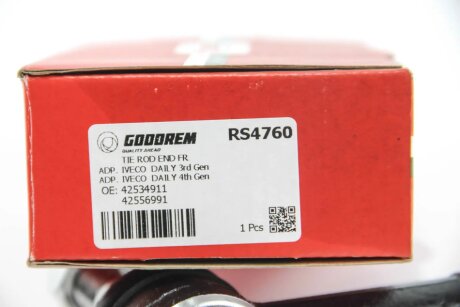 GOODREM RS4760
QUALITY AHEAD
TIE ROD END FR
ADP.. IVECO DAILY 3rd Gen
ADP.. IVECO DAILY 4th Gen
OE: 42534911
42556991
1 Pcs